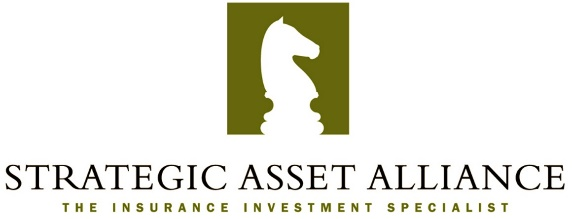 STRATEGIC ASSET ALLIANCE
THE INSURANCE INVESTMENT SPECIALIST